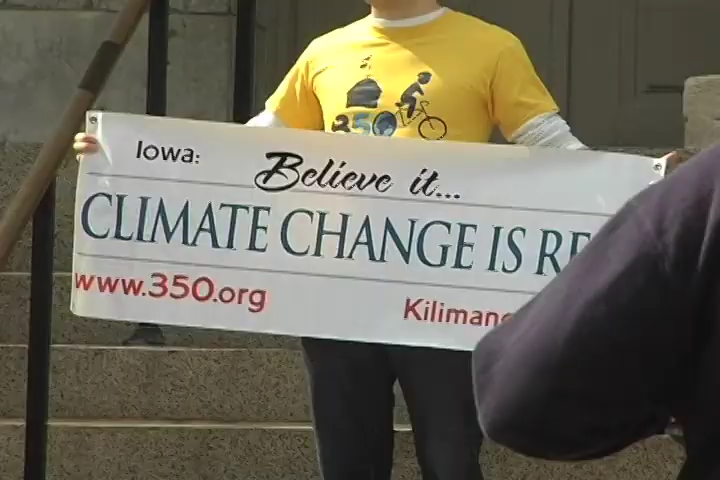 350
Iowa:
Believe it...
CLIMATE CHANGE IS
www.350.org